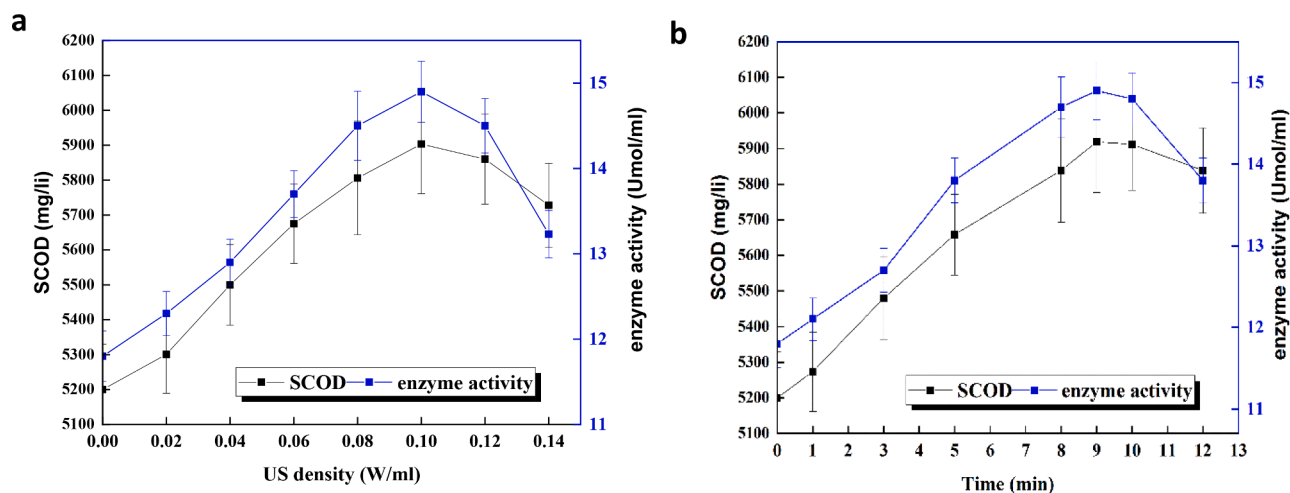 a
6200
6100
6000
5900
5800
5700
5600
5500
5400
5300
5200
5100
SCOD (mg/li)
0.00 0.02 0.04 0.06 0.08 0.10 0.12 0.14
US density (W/ml)
15
14
13
12
11
enzyme activity (Umol/ml)
SCOD enzyme activity
b
6200
6100
6000
5900
5800
5700
5600
5500
5400
5300
5200
5100
SCOD (mg/li)
0 1 2 3 4 5 6 7 8 9 10 11 12 13
Time (min)
15
14
13
12
11
enzyme activity (Umol/ml)
SCOD enzyme activity